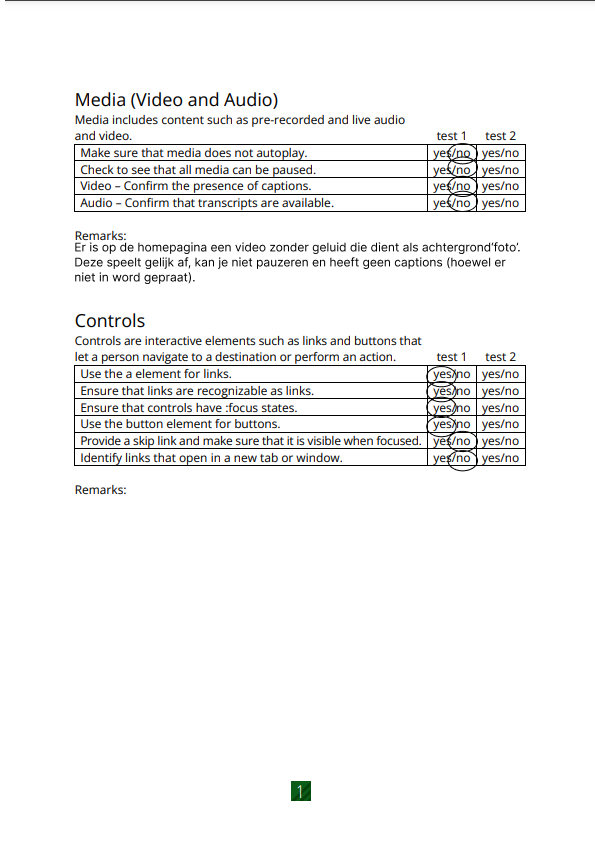 Media (Video and Audio)
Media includes content such as pre-recorded and live audio
and video. test 1 test 2
Make sure that media does not autoplay. yes/no yes/no
Check to see that all media can be paused. yes/no yes/no
Video – Confirm the presence of captions. yes/no yes/no
Audio – Confirm that transcripts are available. yes/no yes/no
Remarks:
Er is op de homepagina een video zonder geluid die dient als achtergrond'foto'.
Deze speelt gelijk af, kan je niet pauzeren en heeft geen captions (hoewel er
niet in word gepraat).
Controls
Controls are interactive elements such as links and buttons that
let a person navigate to a destination or perform an action. test 1 test 2
Use the a element for links. yes/no yes/no
Ensure that links are recognizable as links. yes/no yes/no
Ensure that controls have :focus states. yes/no yes/no
Use the button element for buttons. yes/no yes/no
Provide a skip link and make sure that it is visible when focused. yes/no yes/no
Identify links that open in a new tab or window. yes/no yes/no
Remarks:
1